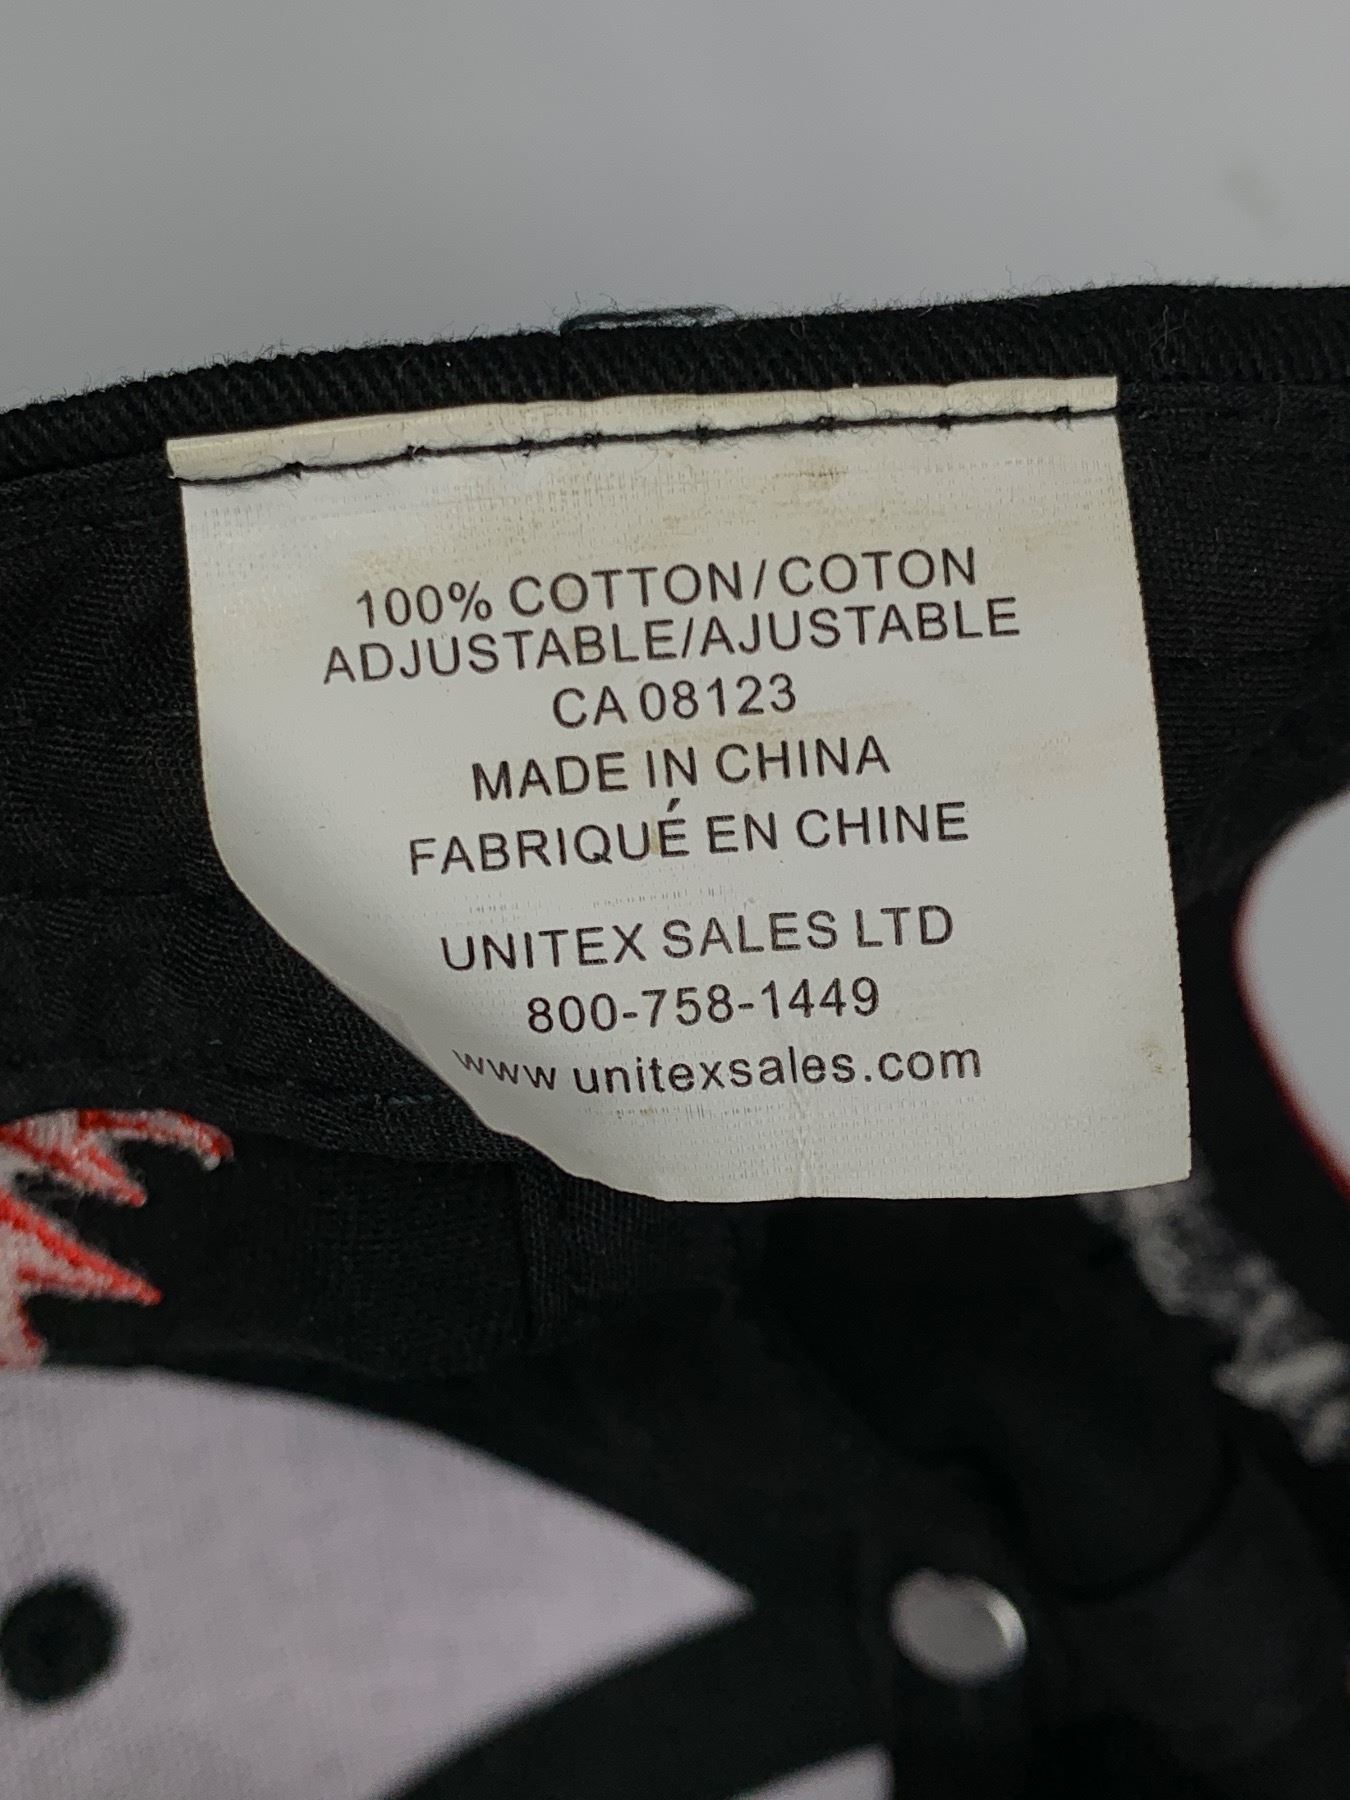 100% COTTON/COTON
ADJUSTABLE/AJUSTABLE
CA 08123
MADE IN CHINA
FABRIQUÉ EN CHINE
UNITEX SALES LTD
800-758-1449
www unitexsales.com